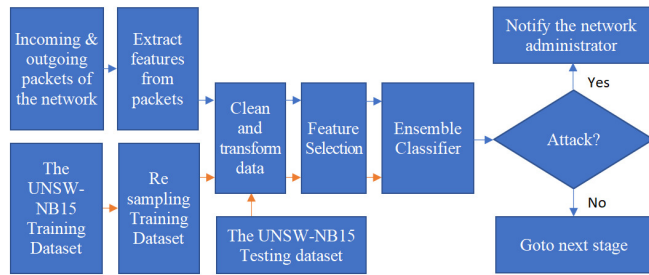 Incoming &
outgoing
packets of
the network
Extract
features
from
packets
Clean
and
transform
data
Feature
Selection
Ensemble
Classifier
Attack?
Yes
Notify the network
administrator
No
Goto next stage
The
UNSW-
NB15
Training
Dataset
Re
sampling
Training
Dataset
The UNSW-NB15
Testing dataset